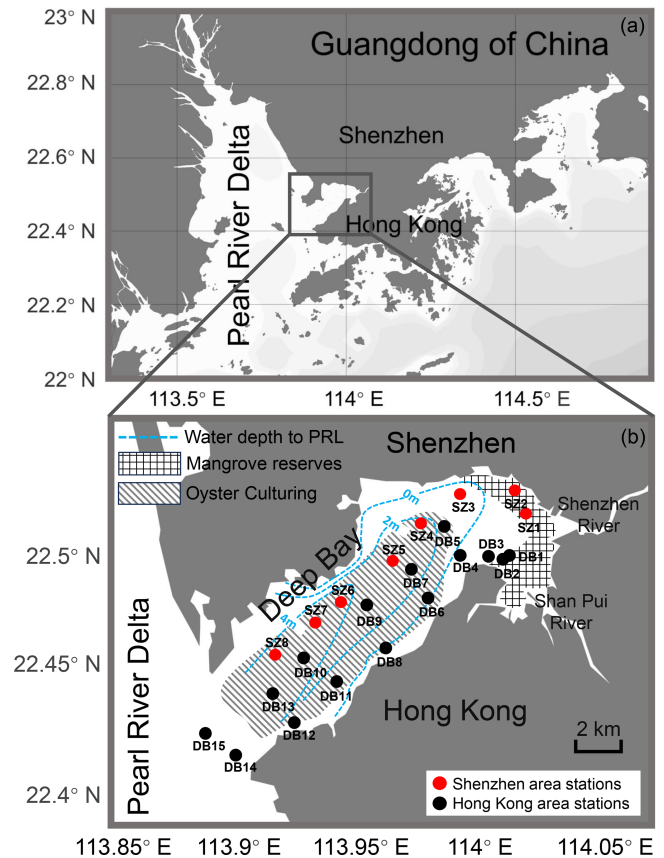 23° N
(a)
Guangdong of China
22.8° N
Shenzhen
22.6° N
Pearl River Delta
22.4° N
Hong Kong
22.2° N
22° N
113.5° E
114° E
114.5° E
Water depth to PRL
(b)
Mangrove reserves
Shenzhen
Oyster Culturing
0m
SZ3
SZ2
Shenzhen
River
2m
SZ1
SZ4
DB5
22.5° N
Deep Bay
SZ5
DB3
DB1
DB4
DB2
DB7
SZ6
Shan Pui
River
SZ7
DB9
DB6
4m
SZ8
DB8
22.45° N
DB10
DB11
Pearl River Delta
DB13
Hong Kong
DB12
DB15
2 km
DB14
22.4° N
Shenzhen area stations
Hong Kong area stations
113.85° E
113.9° E
113.95° E
114° E
114.05° E